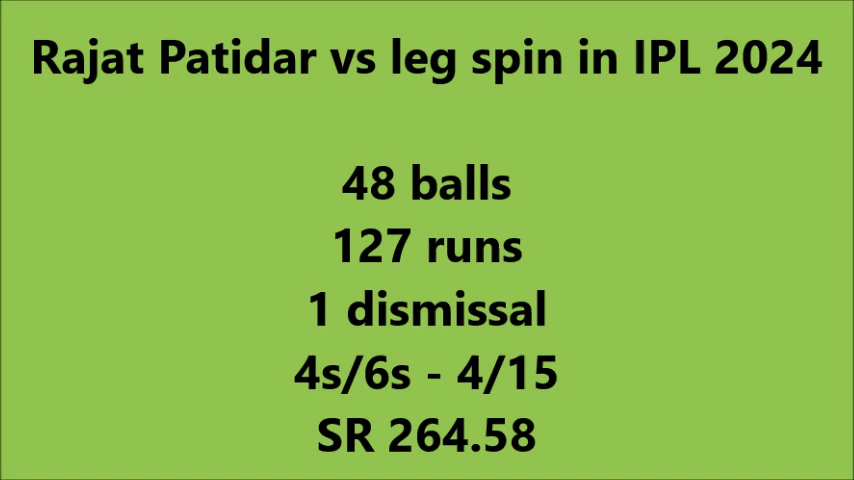 Rajat Patidar vs leg spin in IPL 2024
48 balls
127 runs
1 dismissal
4s/6s - 4/15
SR 264.58